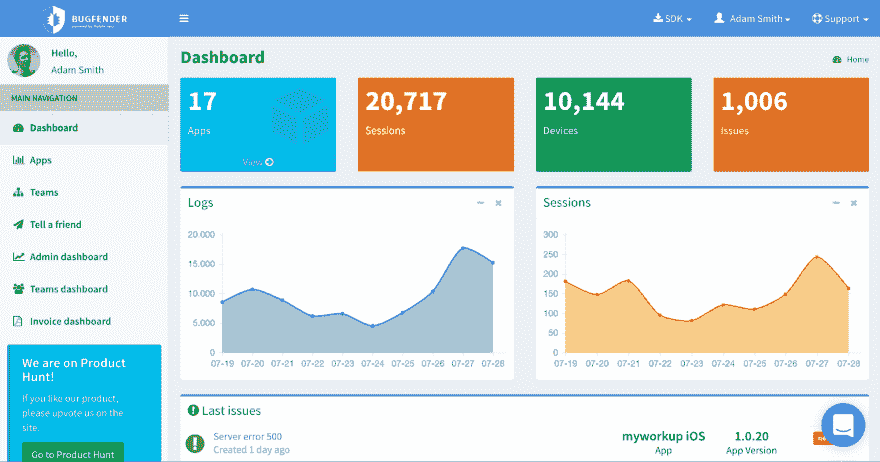 BUGFENDER
SDK
Adam Smith
Support
Hello,
Adam Smith
MAIN NAVIGATION
Dashboard
Apps
Teams
Tell a friend
Admin dashboard
Teams dashboard
Invoice dashboard
We are on Product
Hunt!
If you like our product,
please upvote us on the
site.
Go to Product Hunt
Dashboard
Home
17
Apps
View
20,717
Sessions
10,144
Devices
1,006
Issues
Logs
20.000
15.000
10.000
5.000
0
07-19 07-20 07-21 07-22 07-23 07-24 07-25 07-26 07-27 07-28
Sessions
300
250
200
150
100
50
0
07-19 07-20 07-21 07-22 07-23 07-24 07-25 07-26 07-27 07-28
Last issues
Server error 500
Created 1 day ago
myworkup iOS
App
1.0.20
App Version